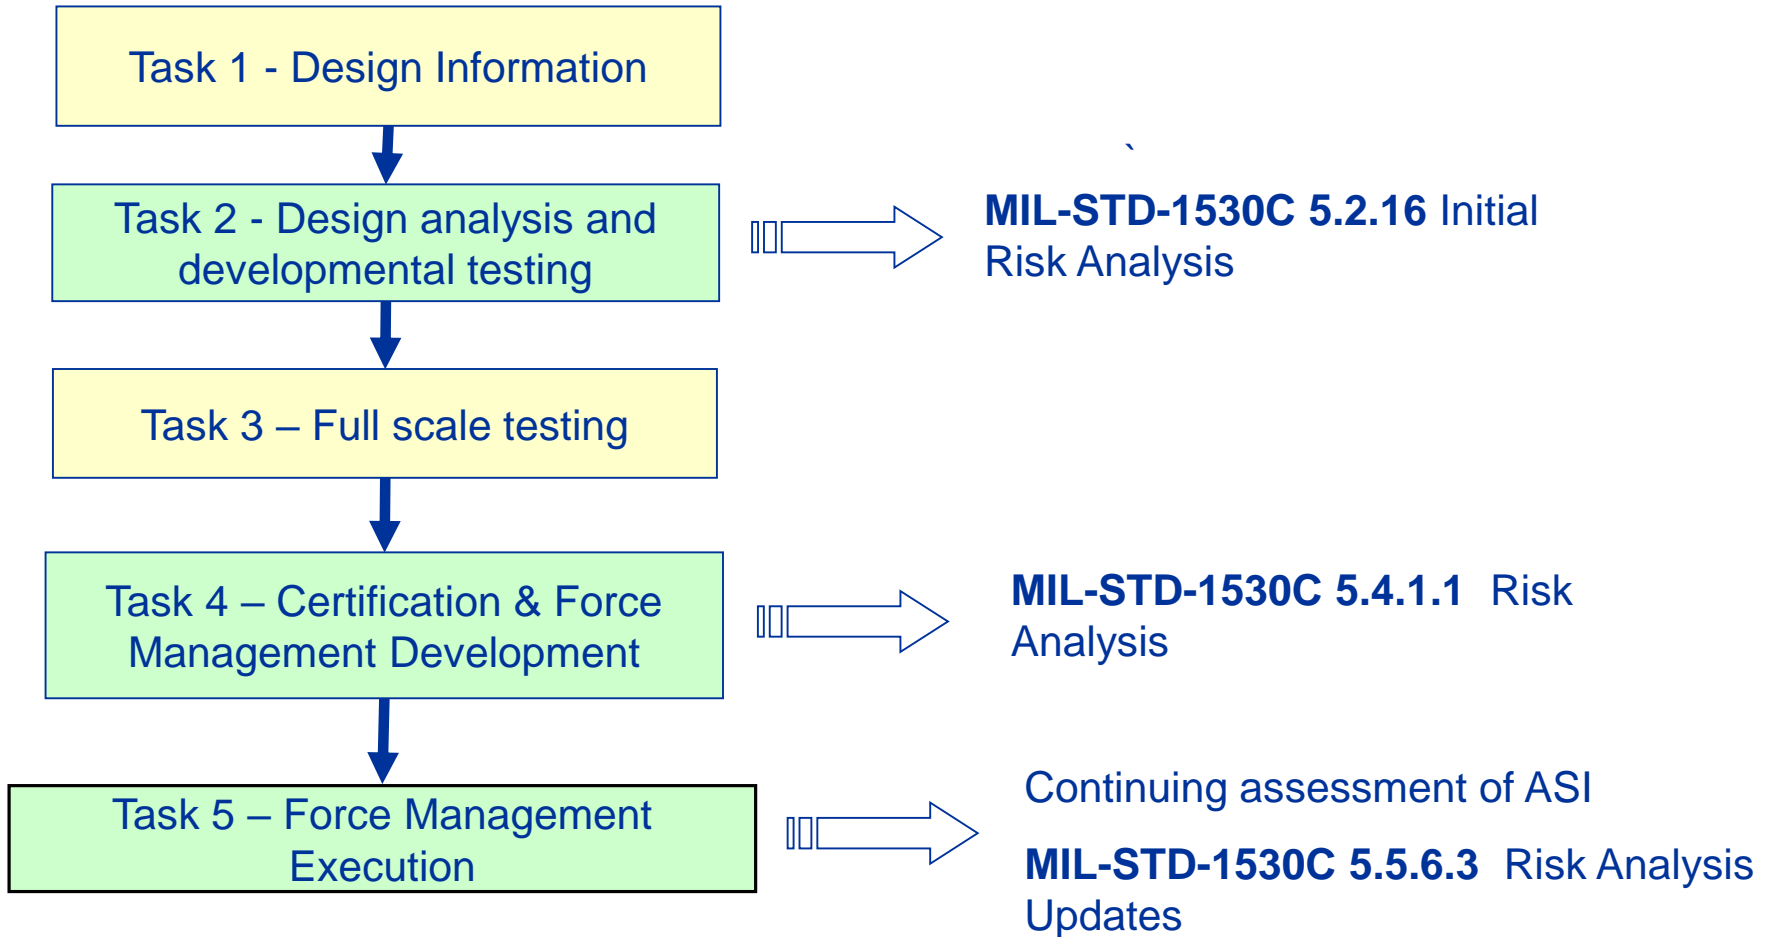 Task 1 - Design Information
`
Task 2 - Design analysis and
developmental testing
MIL-STD-1530C 5.2.16 Initial
Risk Analysis
Task 3 – Full scale testing
Task 4 – Certification & Force
Management Development
MIL-STD-1530C 5.4.1.1 Risk
Analysis
Task 5 – Force Management
Execution
Continuing assessment of ASI
MIL-STD-1530C 5.5.6.3 Risk Analysis
Updates